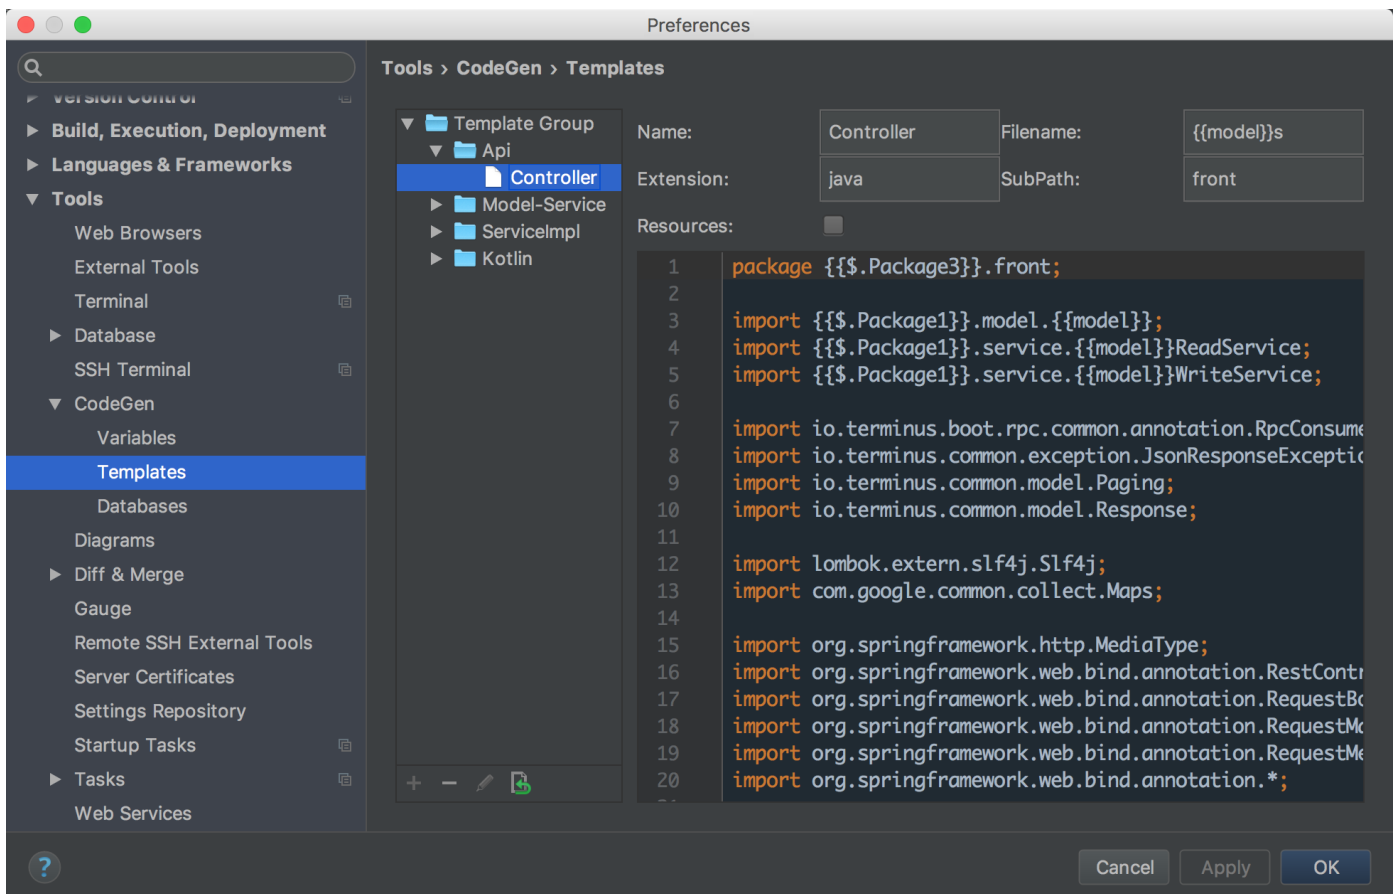 Preferences
Tools › CodeGen › Templates
Version Control
Build, Execution, Deployment
Languages & Frameworks
Tools
Web Browsers
External Tools
Terminal
Database
SSH Terminal
CodeGen
Variables
Templates
Databases
Diagrams
Diff & Merge
Gauge
Remote SSH External Tools
Server Certificates
Settings Repository
Startup Tasks
Tasks
Web Services
Template Group
Api
Controller
Model-Service
ServiceImpl
Kotlin
Name: Controller Filename: {{model}}s
Extension: java SubPath: front
Resources:
1 package {{$.Package3}}.front;
2
3 import {{$.Package1}}.model.{{model}};
4 import {{$.Package1}}.service.{{model}}ReadService;
5 import {{$.Package1}}.service.{{model}}WriteService;
6
7 import io.terminus.boot.rpc.common.annotation.RpcConsume
8 import io.terminus.common.exception.JsonResponseExceptio
9 import io.terminus.common.model.Paging;
10 import io.terminus.common.model.Response;
11
12 import lombok.extern.slf4j.Slf4j;
13 import com.google.common.collect.Maps;
14
15 import org.springframework.http.MediaType;
16 import org.springframework.web.bind.annotation.RestContr
17 import org.springframework.web.bind.annotation.RequestBo
18 import org.springframework.web.bind.annotation.RequestMa
19 import org.springframework.web.bind.annotation.RequestMe
20 import org.springframework.web.bind.annotation.*;
?
Cancel
Apply
OK